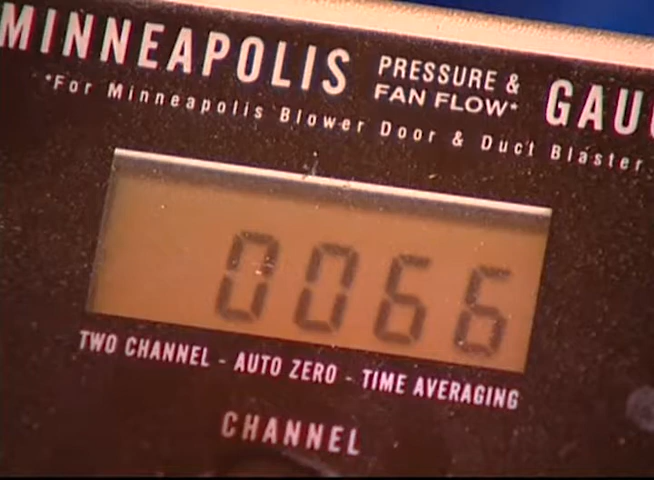 MINNEAPOLIS PRESSURE & FAN FLOW*
*For Minneapolis Blower Door & Duct Blaster
0066
TWO CHANNEL - AUTO ZERO - TIME AVERAGING
CHANNEL